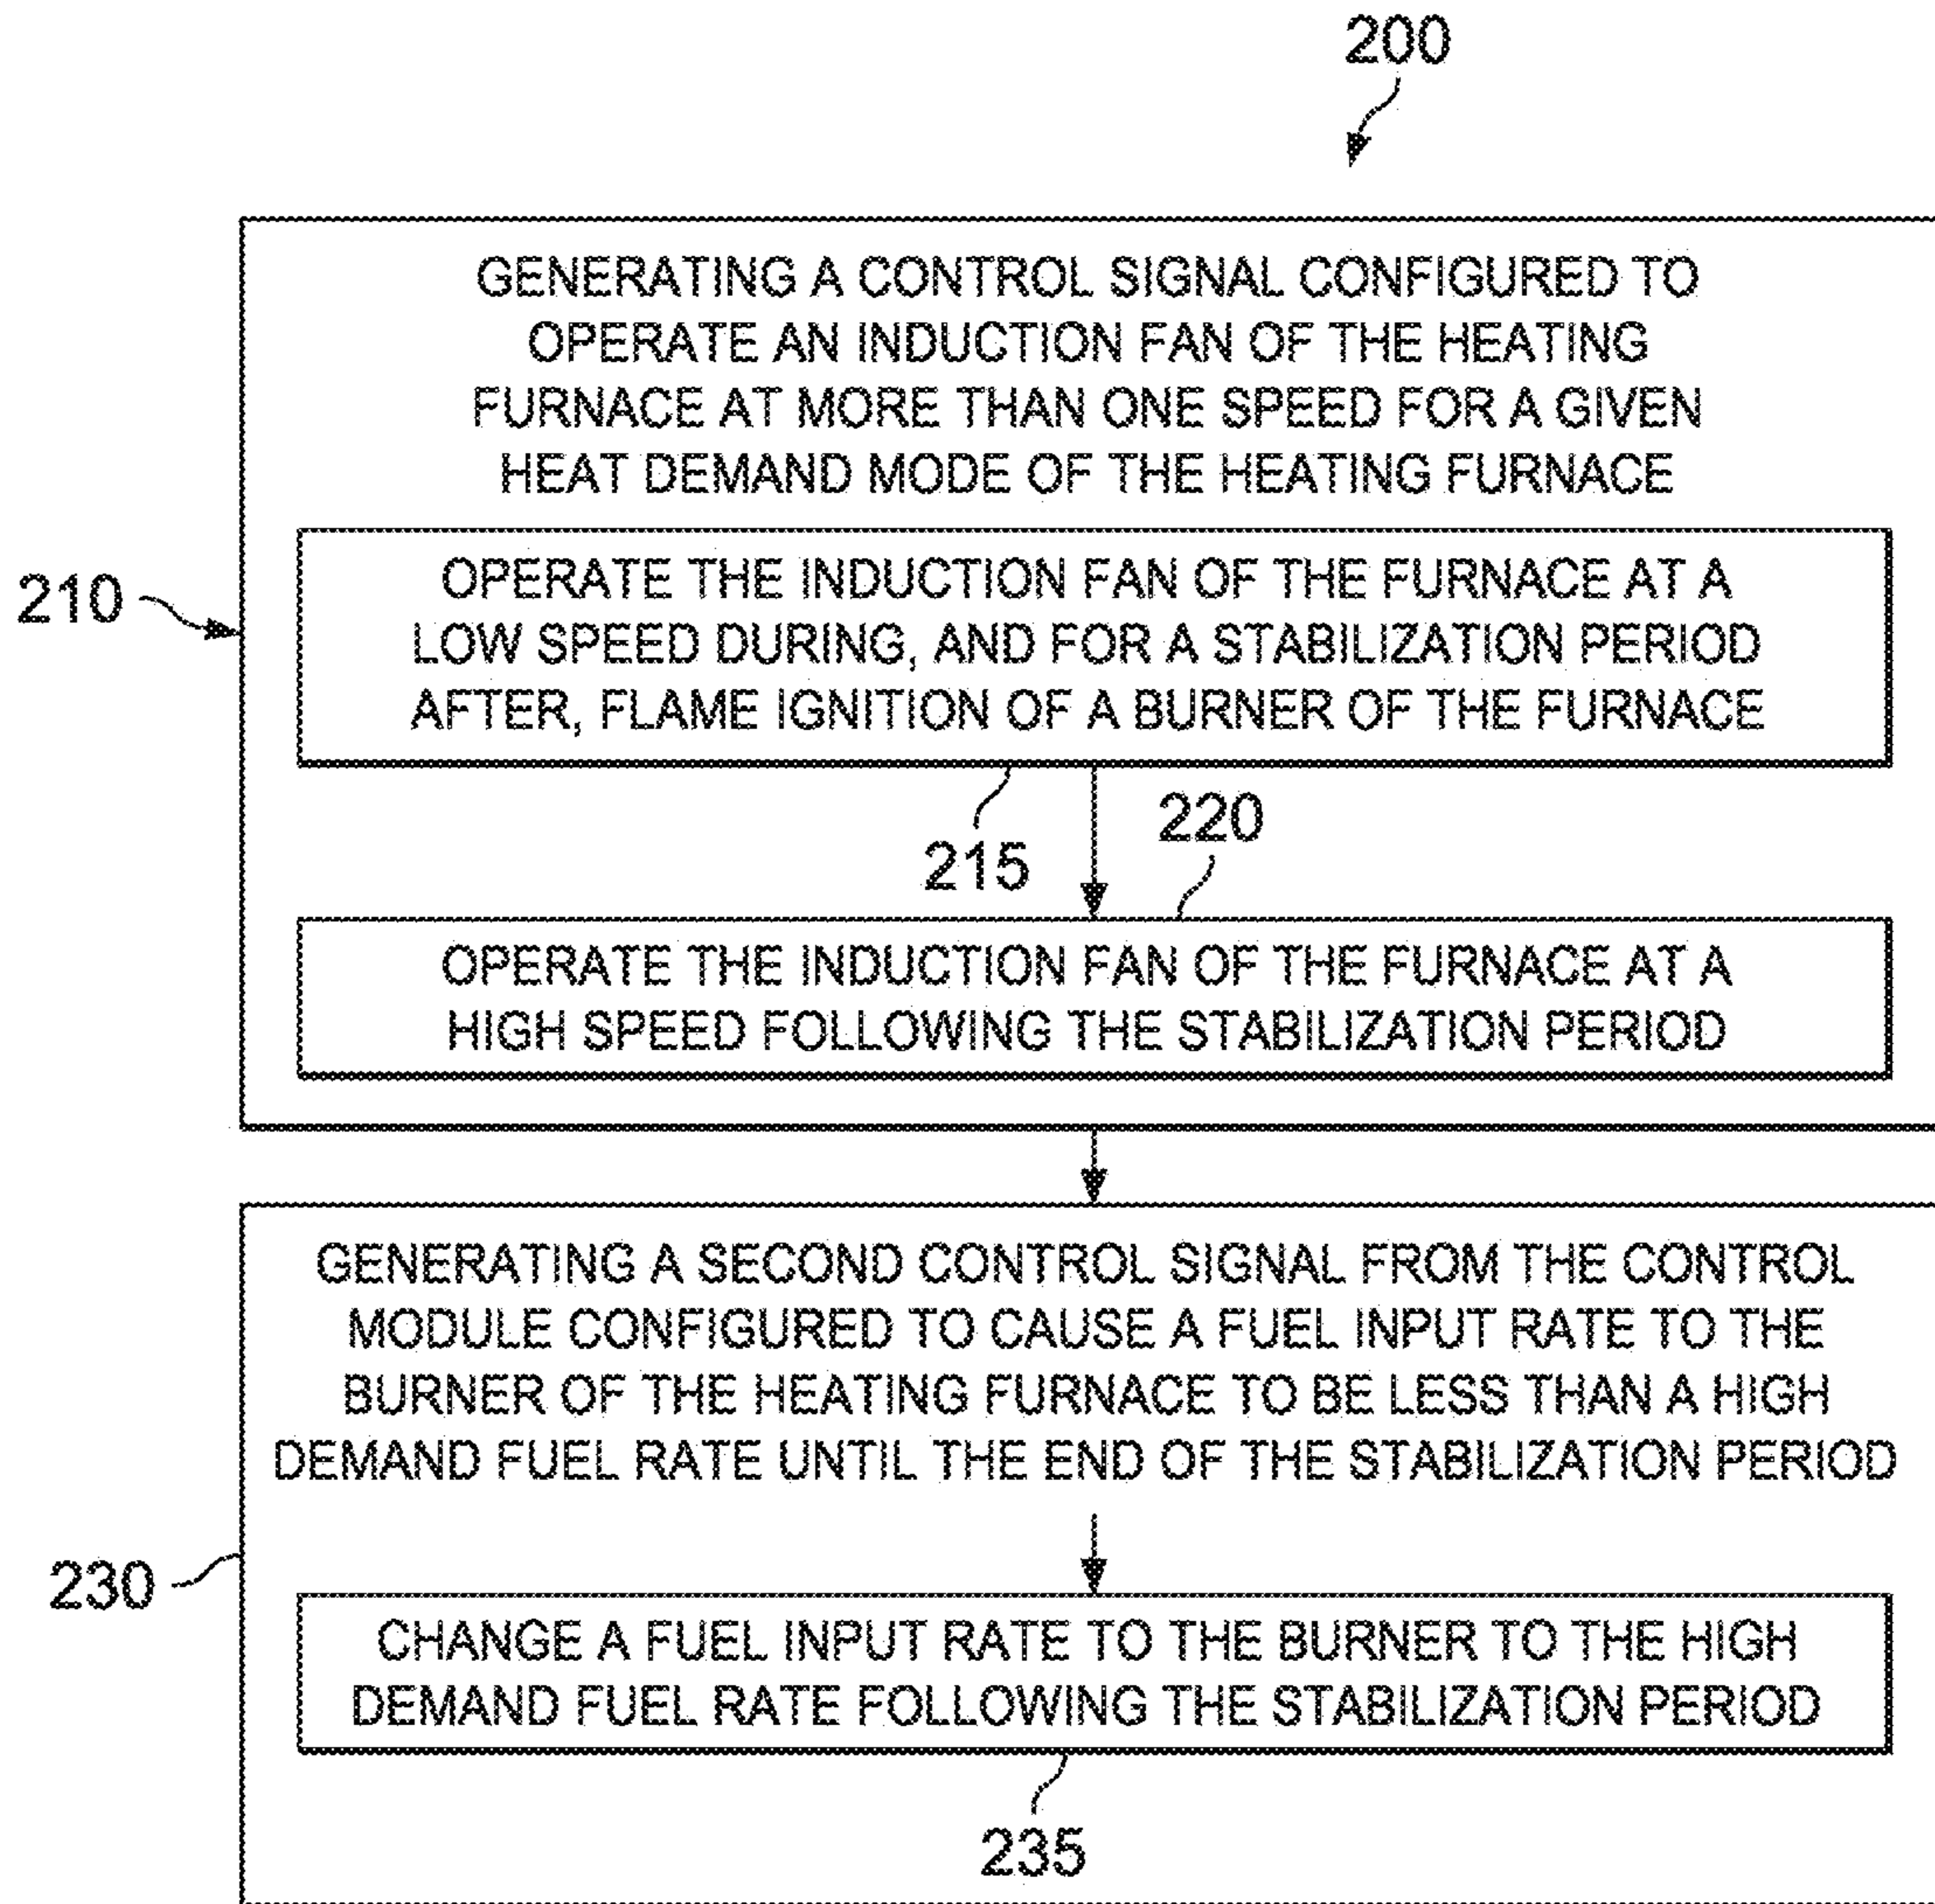 200
GENERATING A CONTROL SIGNAL CONFIGURED TO
OPERATE AN INDUCTION FAN OF THE HEATING
FURNACE AT MORE THAN ONE SPEED FOR A GIVEN
HEAT DEMAND MODE OF THE HEATING FURNACE
210
OPERATE THE INDUCTION FAN OF THE FURNACE AT A
LOW SPEED DURING, AND FOR A STABILIZATION PERIOD
AFTER, FLAME IGNITION OF A BURNER OF THE FURNACE
215
220
OPERATE THE INDUCTION FAN OF THE FURNACE AT A
HIGH SPEED FOLLOWING THE STABILIZATION PERIOD
GENERATING A SECOND CONTROL SIGNAL FROM THE CONTROL
MODULE CONFIGURED TO CAUSE A FUEL INPUT RATE TO THE
BURNER OF THE HEATING FURNACE TO BE LESS THAN A HIGH
DEMAND FUEL RATE UNTIL THE END OF THE STABILIZATION PERIOD
230
CHANGE A FUEL INPUT RATE TO THE BURNER TO THE HIGH
DEMAND FUEL RATE FOLLOWING THE STABILIZATION PERIOD
235